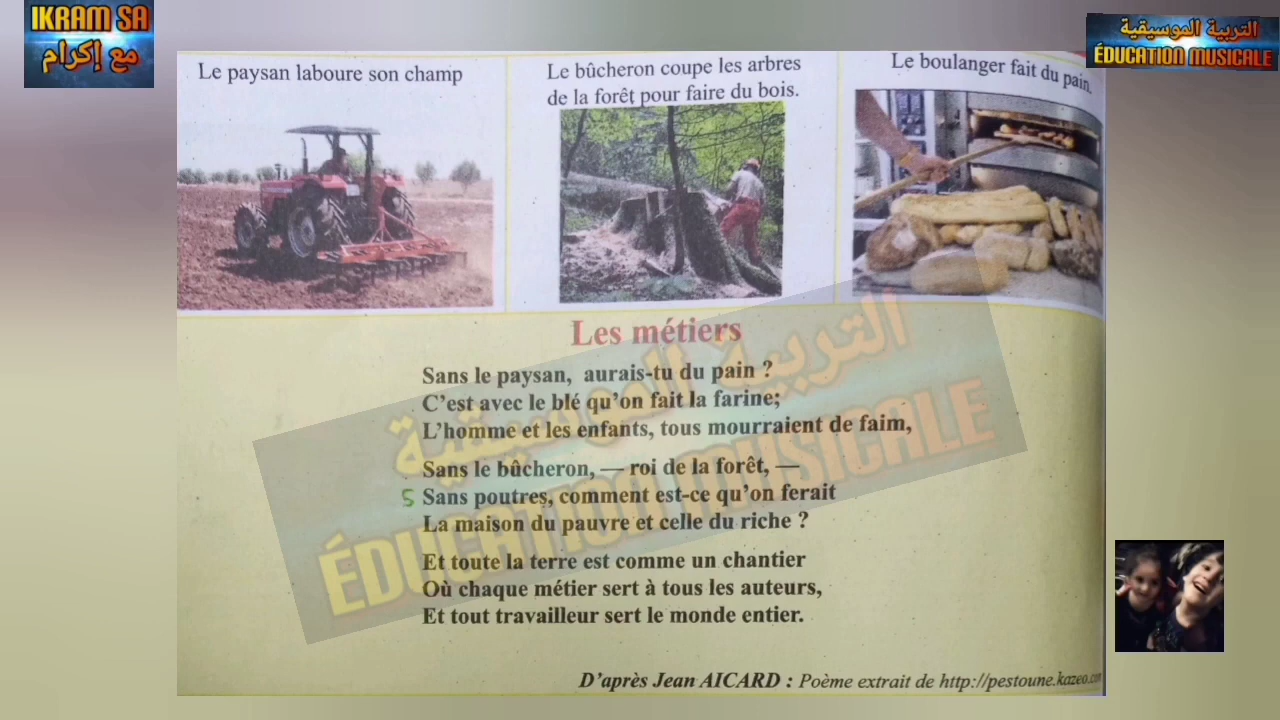 IKRAM SA
مع إكرام
التربية الموسيقية
ÉDUCATION MUSICALE
Le paysan laboure son champ
Le bûcheron coupe les arbres
de la forêt pour faire du bois.
Le boulanger fait du pain.
Les métiers
Sans le paysan, aurais-tu du pain ?
C'est avec le blé qu'on fait la farine;
L'homme et les enfants, tous mourraient de faim,
Sans le bûcheron, — roi de la forêt, —
5 Sans poutres, comment est-ce qu'on ferait
La maison du pauvre et celle du riche ?
Et toute la terre est comme un chantier
Où chaque métier sert à tous les auteurs,
Et tout travailleur sert le monde entier.
التربية الموسيقية
ÉDUCATION MUSICALE
D'après Jean AICARD : Poème extrait de http://pestoune.kazeo.com